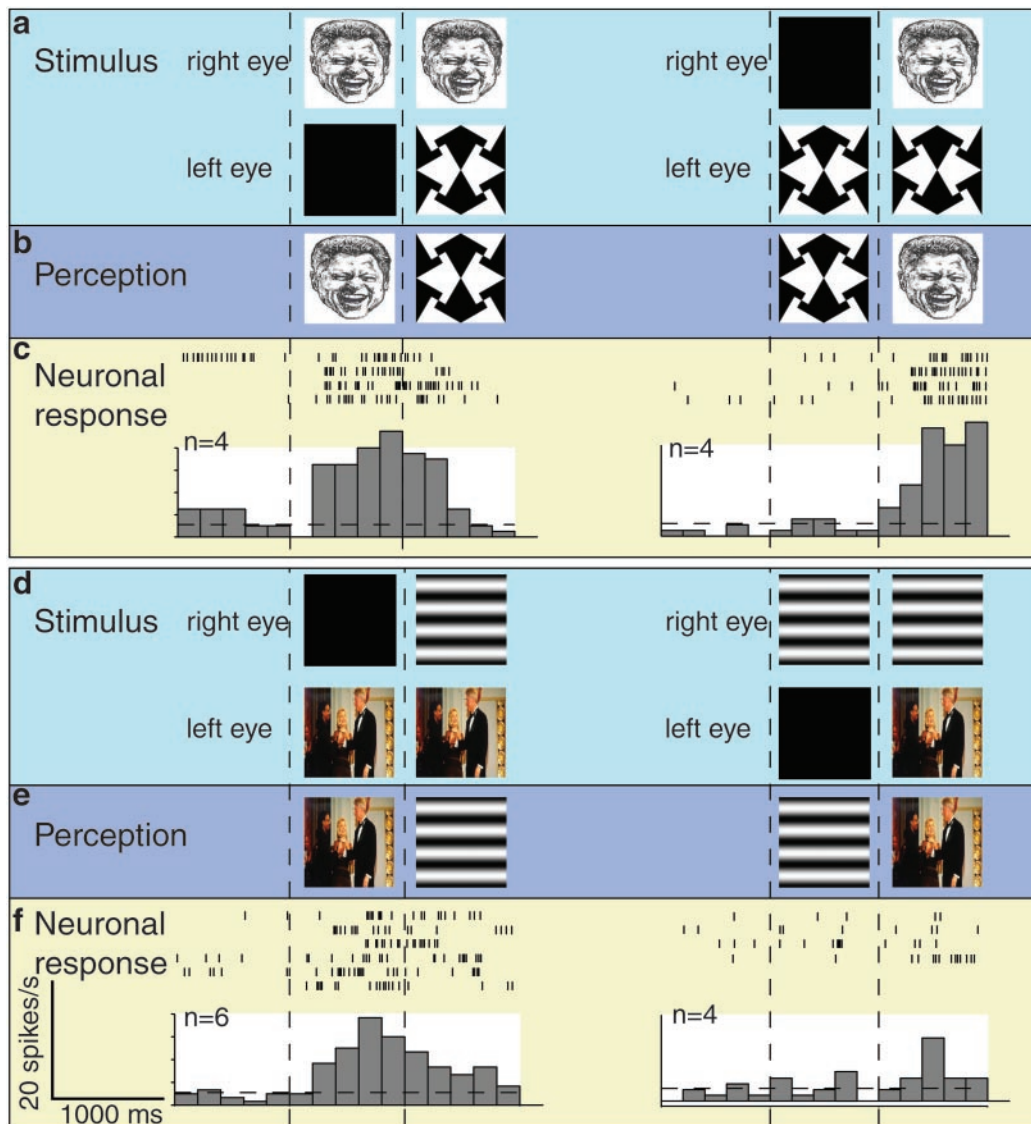 a
Stimulus
right eye
right eye
left eye
left eye
b
Perception
c
Neuronal
response
n=4
n=4
d
Stimulus
right eye
right eye
left eye
left eye
e
Perception
f
Neuronal
response
n=6
n=4
20 spikes/s
1000 ms